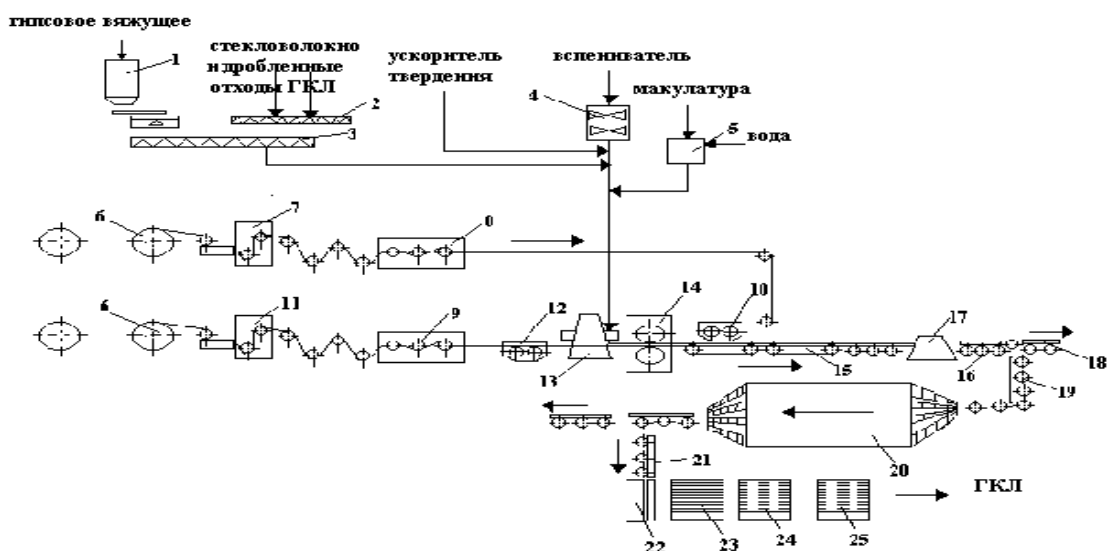 гипсовое вяжущее
1
стекловолокно
и дробленные
отходы ГКЛ
2
3
ускоритель
твердения
вспениватель
4
макулатура
5
вода
6
7
0
6
11
9
12
13
14
10
15
17
16
18
19
20
21
22
23
24
25
ГКЛ